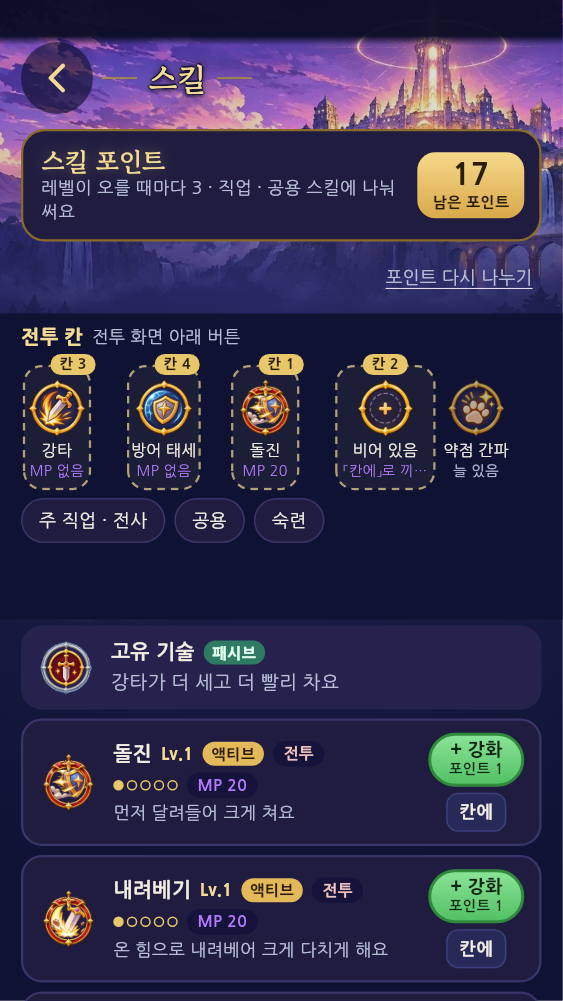 스킬
스킬 포인트
레벨이 오를 때마다 3 · 직업 · 공용 스킬에 나눠
써요
17
남은 포인트
포인트 다시 나누기
전투 칸 전투 화면 아래 버튼
칸 3 칸 4 칸 1 칸 2
강타 방어 태세 돌진 비어 있음 약점 간파
MP 없음 MP 없음 MP 20 「칸에」로 끼… 늘 있음
주 직업 · 전사 공용 숙련
고유 기술 패시브
강타가 더 세고 더 빨리 차요
돌진 Lv.1 액티브 전투
MP 20
먼저 달려들어 크게 쳐요
+ 강화
포인트 1
칸에
내려베기 Lv.1 액티브 전투
MP 20
온 힘으로 내려베어 크게 다치게 해요
+ 강화
포인트 1
칸에